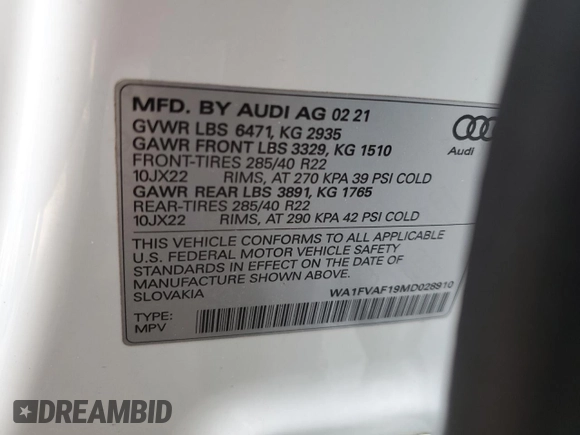 MFD. BY AUDI AG 02 21
GVWR LBS 6471, KG 2935
GAWR FRONT LBS 3329, KG 1510
FRONT-TIRES 285/40 R22
10JX22 RIMS, AT 270 KPA 39 PSI COLD
GAWR REAR LBS 3891, KG 1765
REAR-TIRES 285/40 R22
10JX22 RIMS, AT 290 KPA 42 PSI COLD
Audi
THIS VEHICLE CONFORMS TO ALL APPLICABLE
U.S. FEDERAL MOTOR VEHICLE SAFETY
STANDARDS IN EFFECT ON THE DATE OF
MANUFACTURE SHOWN ABOVE.
SLOVAKIA
WA1FVAF19MD028910
TYPE:
MPV
DREAMBID